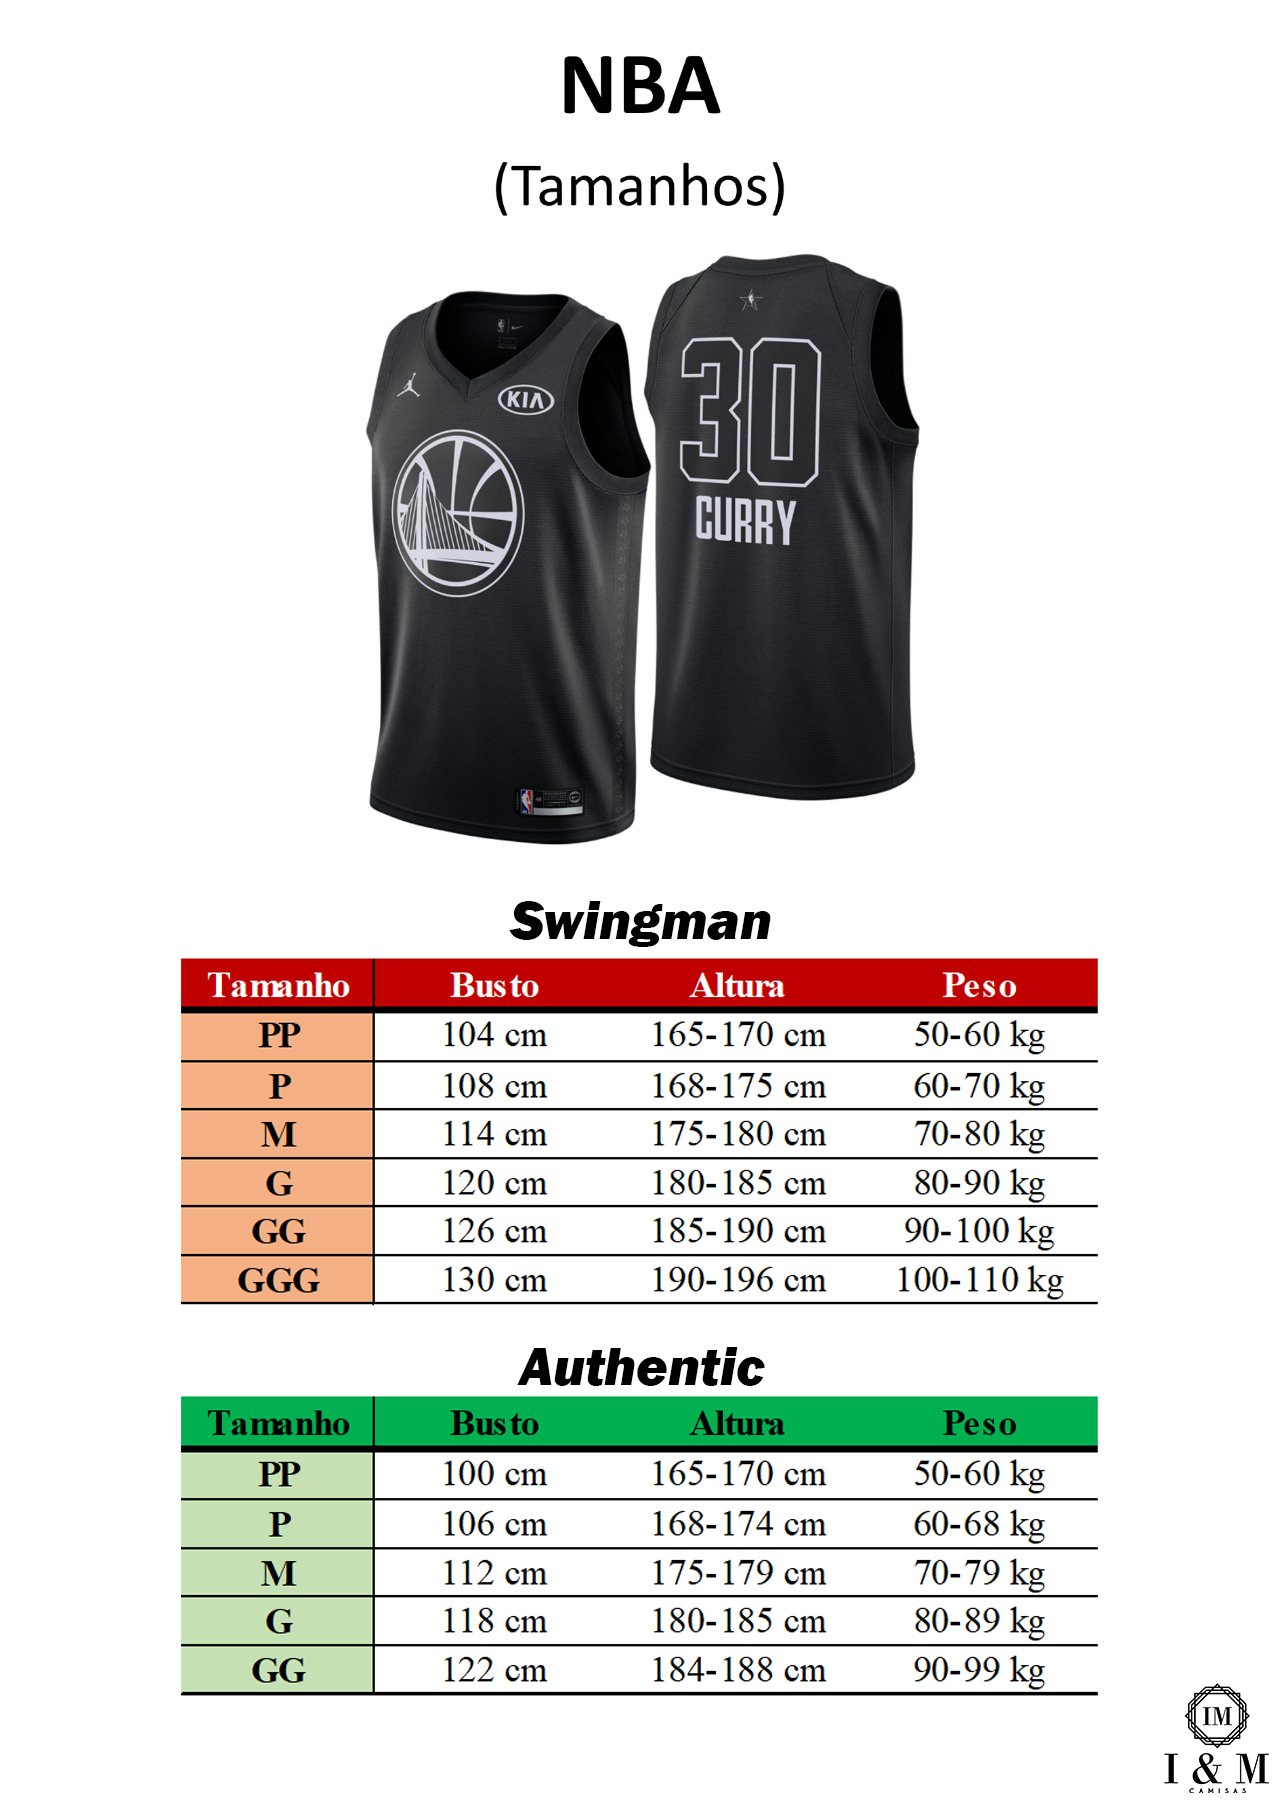 NBA
(Tamanhos)
KIA
30
CURRY
Swingman
Tamanho Busto Altura Peso
PP 104 cm 165-170 cm 50-60 kg
P 108 cm 168-175 cm 60-70 kg
M 114 cm 175-180 cm 70-80 kg
G 120 cm 180-185 cm 80-90 kg
GG 126 cm 185-190 cm 90-100 kg
GGG 130 cm 190-196 cm 100-110 kg
Authentic
Tamanho Busto Altura Peso
PP 100 cm 165-170 cm 50-60 kg
P 106 cm 168-174 cm 60-68 kg
M 112 cm 175-179 cm 70-79 kg
G 118 cm 180-185 cm 80-89 kg
GG 122 cm 184-188 cm 90-99 kg
IM
I & M
CAMISAS